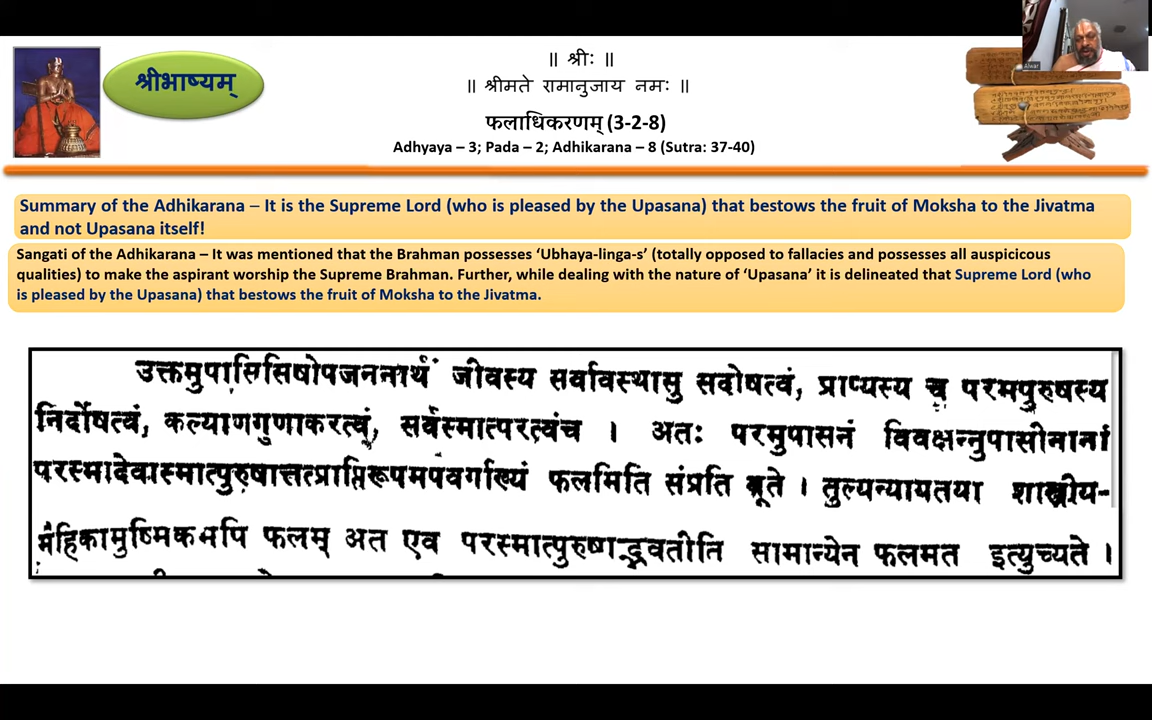 श्रीभाष्यम्
॥ श्रीः ॥
॥ श्रीमते रामानुजाय नमः ॥
फलाधिकरणम् (3-2-8)
Adhyaya – 3; Pada – 2; Adhikarana – 8 (Sutra: 37-40)
Alwar
Summary of the Adhikarana – It is the Supreme Lord (who is pleased by the Upasana) that bestows the fruit of Moksha to the Jivatma
and not Upasana itself!
Sangati of the Adhikarana – It was mentioned that the Brahman possesses ‘Ubhaya-linga-s’ (totally opposed to fallacies and possesses all auspicious
qualities) to make the aspirant worship the Supreme Brahman. Further, while dealing with the nature of ‘Upasana’ it is delineated that Supreme Lord (who
is pleased by the Upasana) that bestows the fruit of Moksha to the Jivatma.
उक्तमुपासिसिषोपजननार्थं जीवस्य सर्वावस्थासु सदोषत्वं, प्राप्यस्य च परमपुरुषस्य
निर्दोषत्वं, कल्याणगुणाकरत्वं, सर्वस्मात्परत्वंच । अतः परमुपासनं विवक्षन्नुपासीनानां
परस्मादेवास्मात्पुरुषात्तत्प्राप्तिरूपमपवर्गाख्यं फलमिति संप्रति ब्रूते । तुल्यन्यायतया शास्त्रीय-
मैहिकामुष्मिकमपि फलम् अत एव परस्मात्पुरुषाद्भवतीति सामान्येन फलमत इत्युच्यते ।